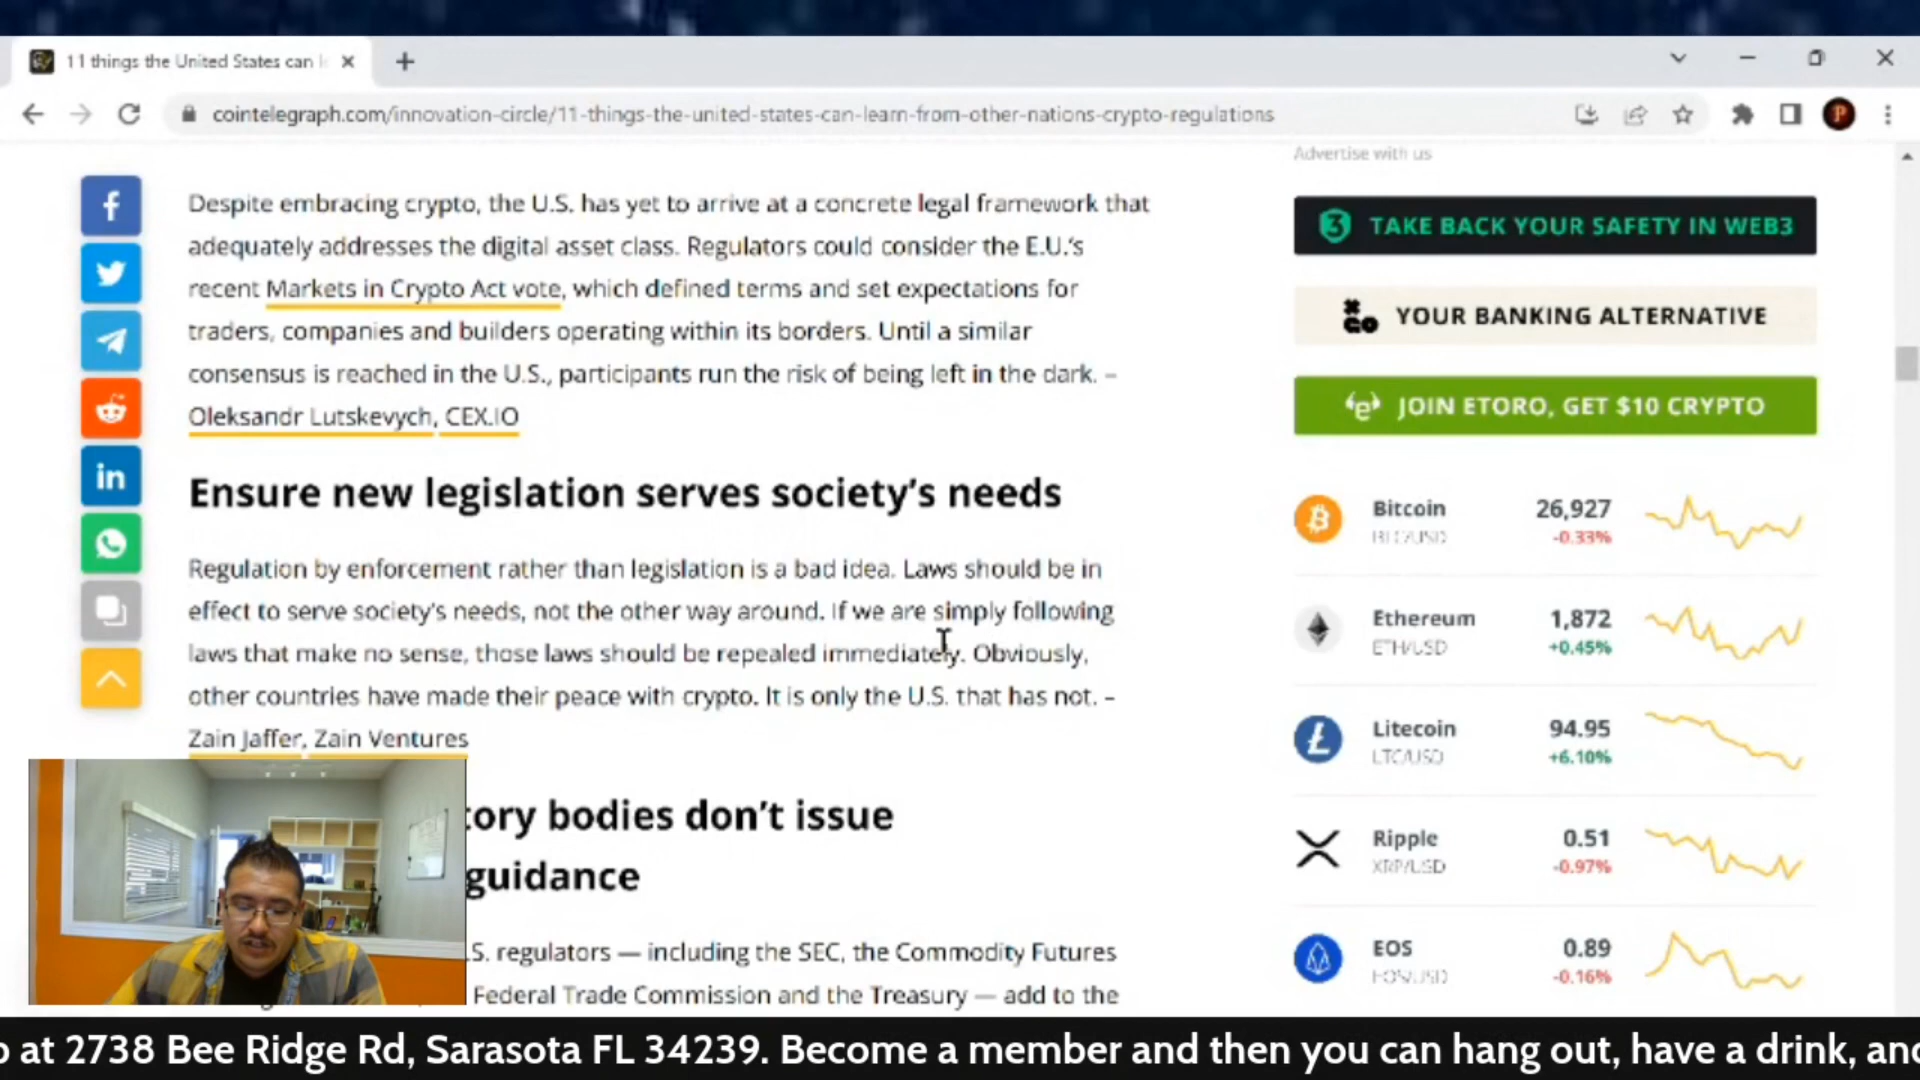 11 things the United States can
cointelegraph.com/innovation-circle/11-things-the-united-states-can-learn-from-other-nations-crypto-regulations
P
Despite embracing crypto, the U.S. has yet to arrive at a concrete legal framework that
adequately addresses the digital asset class. Regulators could consider the E.U.'s
recent Markets in Crypto Act vote, which defined terms and set expectations for
traders, companies and builders operating within its borders. Until a similar
consensus is reached in the U.S., participants run the risk of being left in the dark. –
Oleksandr Lutskevych, CEX.IO
Ensure new legislation serves society's needs
Regulation by enforcement rather than legislation is a bad idea. Laws should be in
effect to serve society's needs, not the other way around. If we are simply following
laws that make no sense, those laws should be repealed immediately. Obviously,
other countries have made their peace with crypto. It is only the U.S. that has not. –
Zain Jaffer, Zain Ventures
tory bodies don't issue
guidance
S. regulators — including the SEC, the Commodity Futures
Federal Trade Commission and the Treasury — add to the
Advertise with us
TAKE BACK YOUR SAFETY IN WEB3
YOUR BANKING ALTERNATIVE
JOIN ETORO, GET $10 CRYPTO
Bitcoin 26,927
BTC/USD -0.33%
Ethereum 1,872
ETH/USD +0.45%
Litecoin 94.95
LTC/USD +6.10%
Ripple 0.51
XRP/USD -0.97%
EOS 0.89
EOS/USD -0.16%
at 2738 Bee Ridge Rd, Sarasota FL 34239. Become a member and then you can hang out, have a drink, and